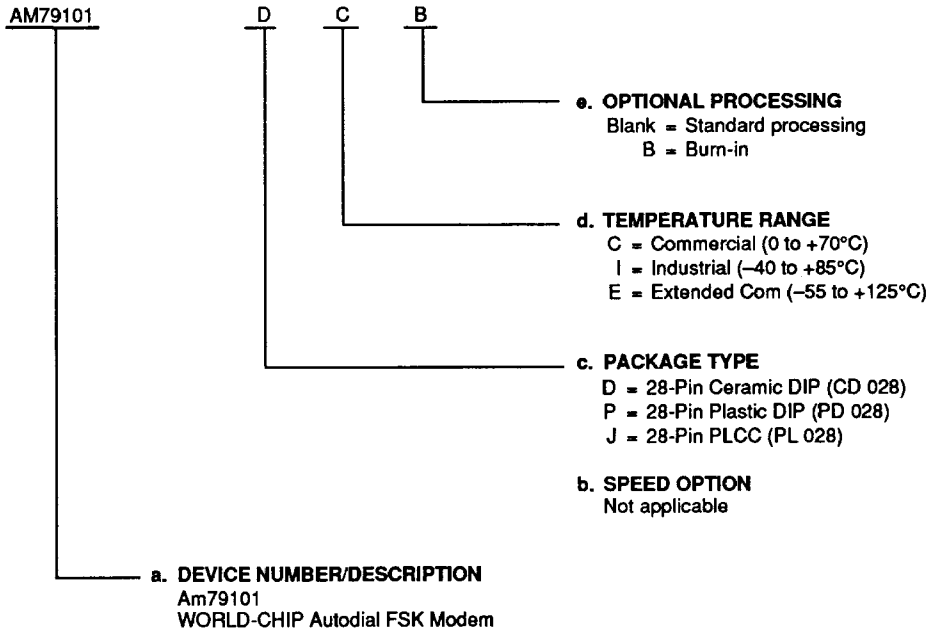 AM79101 D C B
e. OPTIONAL PROCESSING
Blank = Standard processing
B = Burn-in
d. TEMPERATURE RANGE
C = Commercial (0 to +70°C)
I = Industrial (–40 to +85°C)
E = Extended Com (–55 to +125°C)
c. PACKAGE TYPE
D = 28-Pin Ceramic DIP (CD 028)
P = 28-Pin Plastic DIP (PD 028)
J = 28-Pin PLCC (PL 028)
b. SPEED OPTION
Not applicable
a. DEVICE NUMBER/DESCRIPTION
Am79101
WORLD-CHIP Autodial FSK Modem